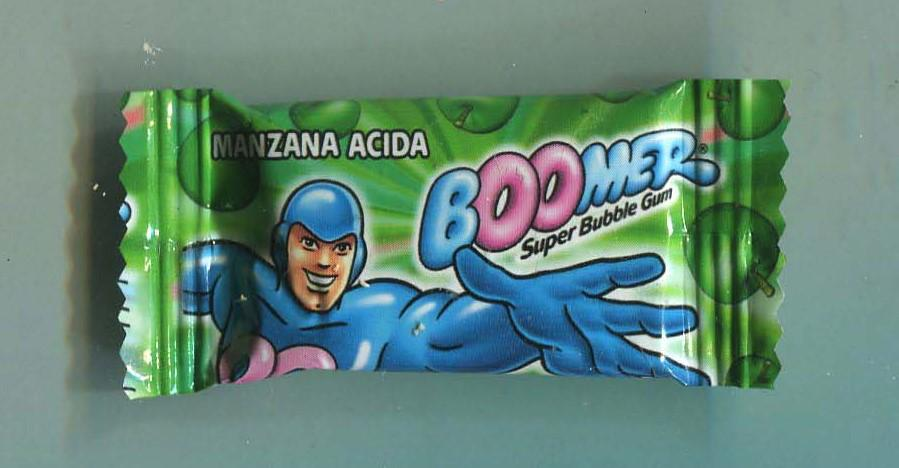 MANZANA ACIDA
BOOMER®
Super Bubble Gum